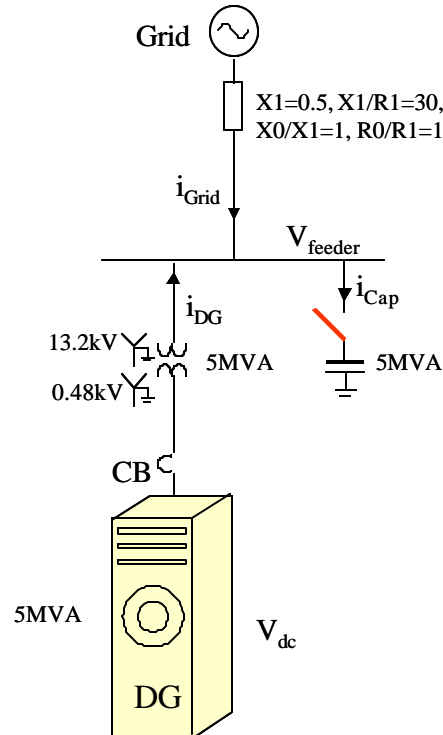 Grid
X1=0.5, X1/R1=30,
X0/X1=1, R0/R1=1
iGrid
Vfeeder
iDG
iCap
13.2kV
5MVA
5MVA
0.48kV
CB
5MVA
Vdc
DG